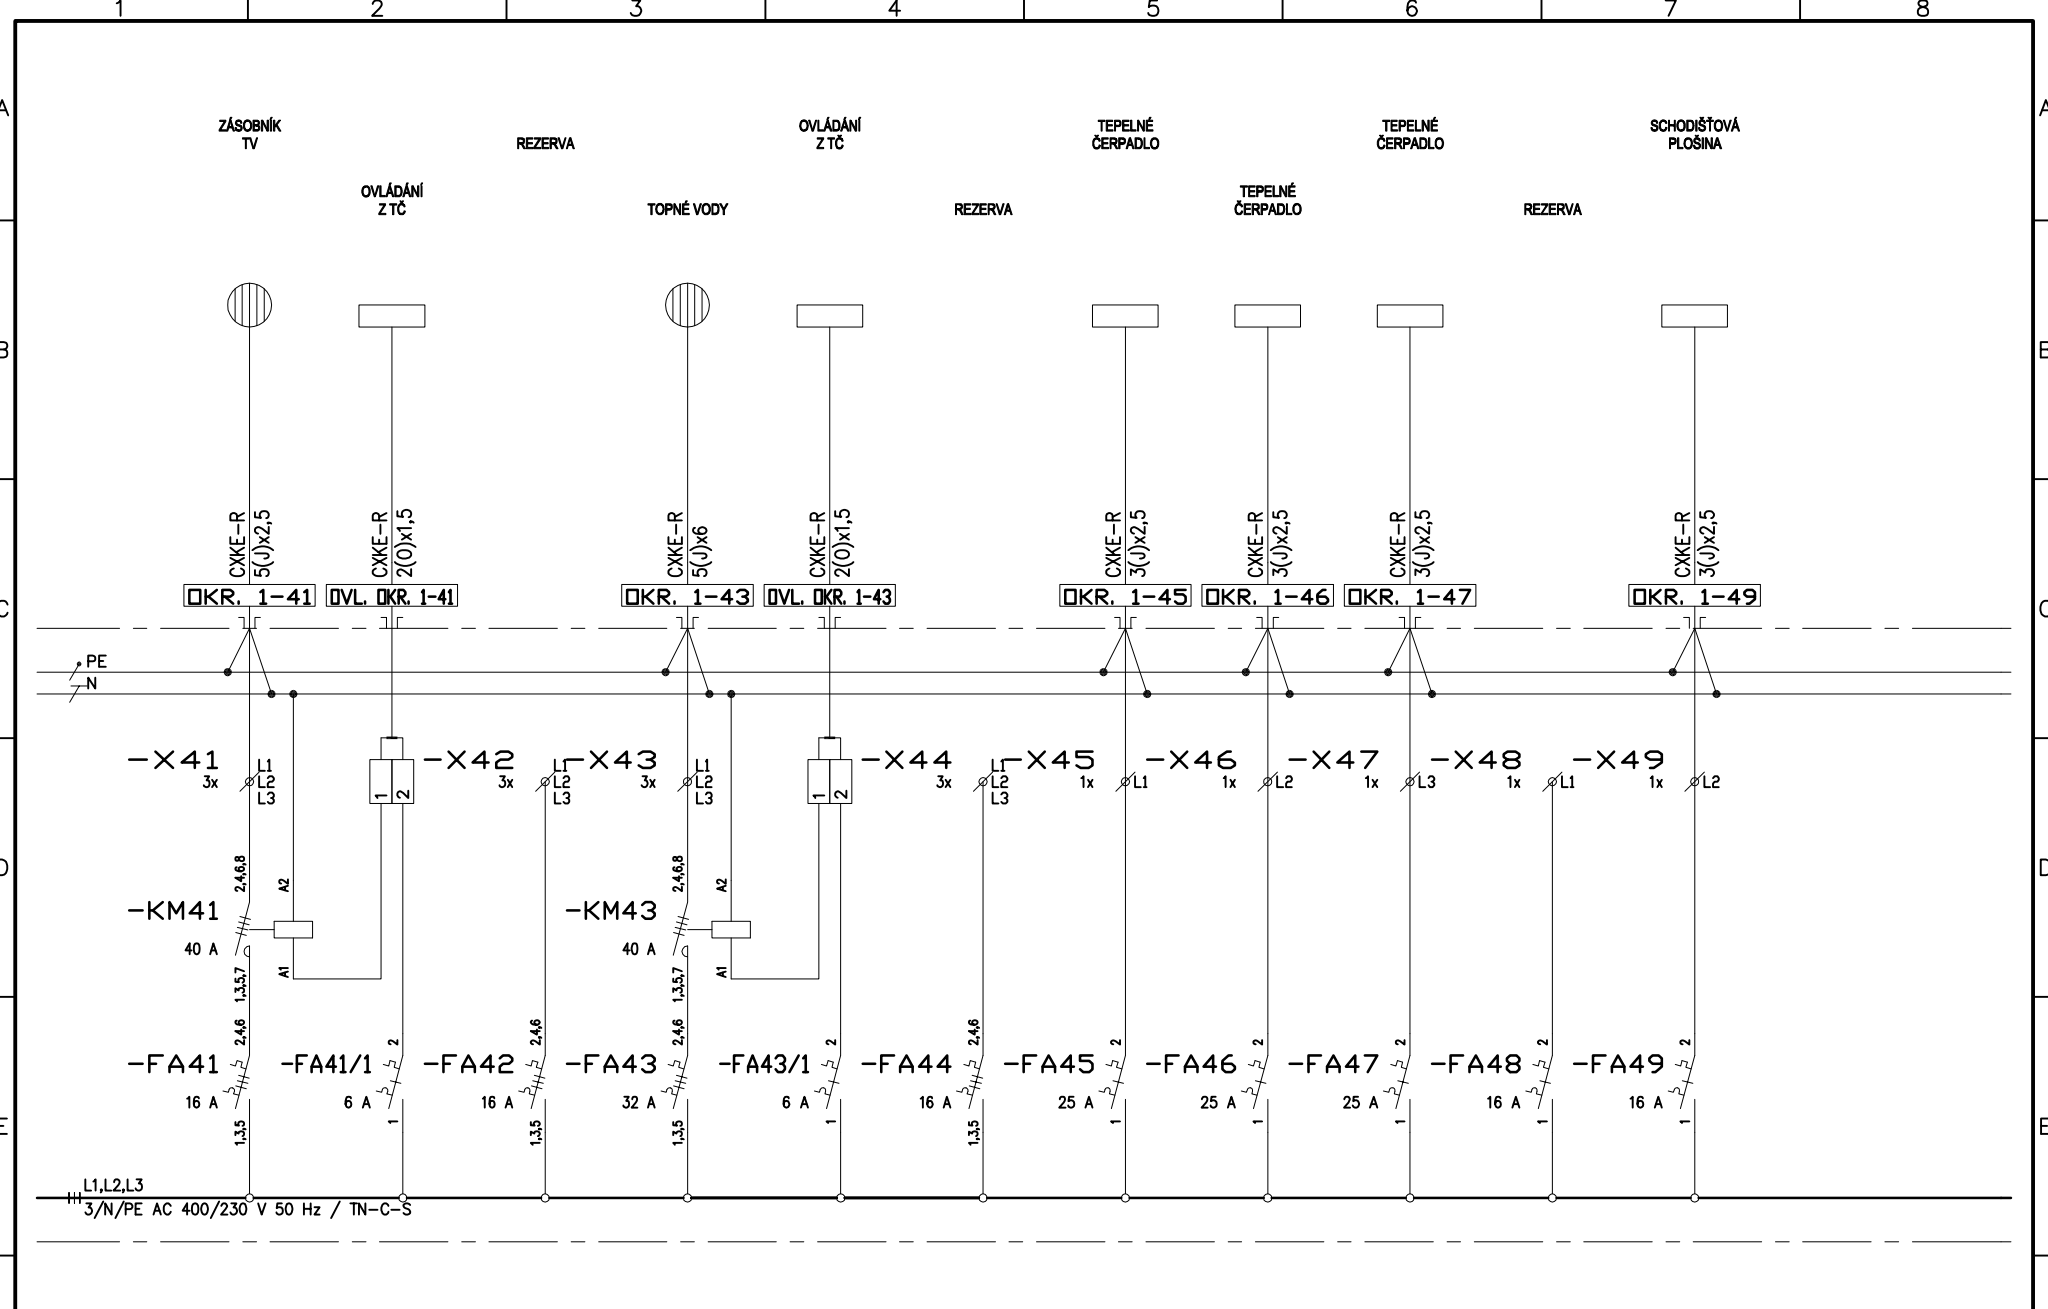 1 2 3 4 5 6 7 8
A A
ZÁSOBNÍK
TV
REZERVA
OVLÁDÁNÍ
Z TČ
TEPELNÉ
ČERPADLO
TEPELNÉ
ČERPADLO
SCHODIŠŤOVÁ
PLOŠINA
OVLÁDÁNÍ
Z TČ
TOPNÉ VODY
REZERVA
TEPELNÉ
ČERPADLO
REZERVA
B B
CXKE-R
5(J)x2,5
CXKE-R
2(O)x1,5
CXKE-R
5(J)x6
CXKE-R
2(O)x1,5
CXKE-R
3(J)x2,5
CXKE-R
3(J)x2,5
CXKE-R
3(J)x2,5
CXKE-R
3(J)x2,5
C C
OKR. 1-41
OVL. OKR. 1-41
OKR. 1-43
OVL. OKR. 1-43
OKR. 1-45
OKR. 1-46
OKR. 1-47
OKR. 1-49
PE
N
-X41
3x
L1
L2
L3
1 2
-X42
3x
L1
L2
L3
-X43
3x
L1
L2
L3
1 2
-X44
3x
L1
L2
L3
-X45
1x
L1
-X46
1x
L2
-X47
1x
L3
-X48
1x
L1
-X49
1x
L2
D D
2,4,6,8
A2
-KM41
40 A
1,3,5,7
A1
2,4,6,8
A2
-KM43
40 A
1,3,5,7
A1
2,4,6
-FA41
16 A
1,3,5
2
-FA41/1
6 A
1
2,4,6
-FA42
16 A
1,3,5
2,4,6
-FA43
32 A
1,3,5
2
-FA43/1
6 A
1
2,4,6
-FA44
16 A
1,3,5
2
-FA45
25 A
1
2
-FA46
25 A
1
2
-FA47
25 A
1
2
-FA48
16 A
1
2
-FA49
16 A
1
E E
L1,L2,L3
3/N/PE AC 400/230 V 50 Hz / TN-C-S